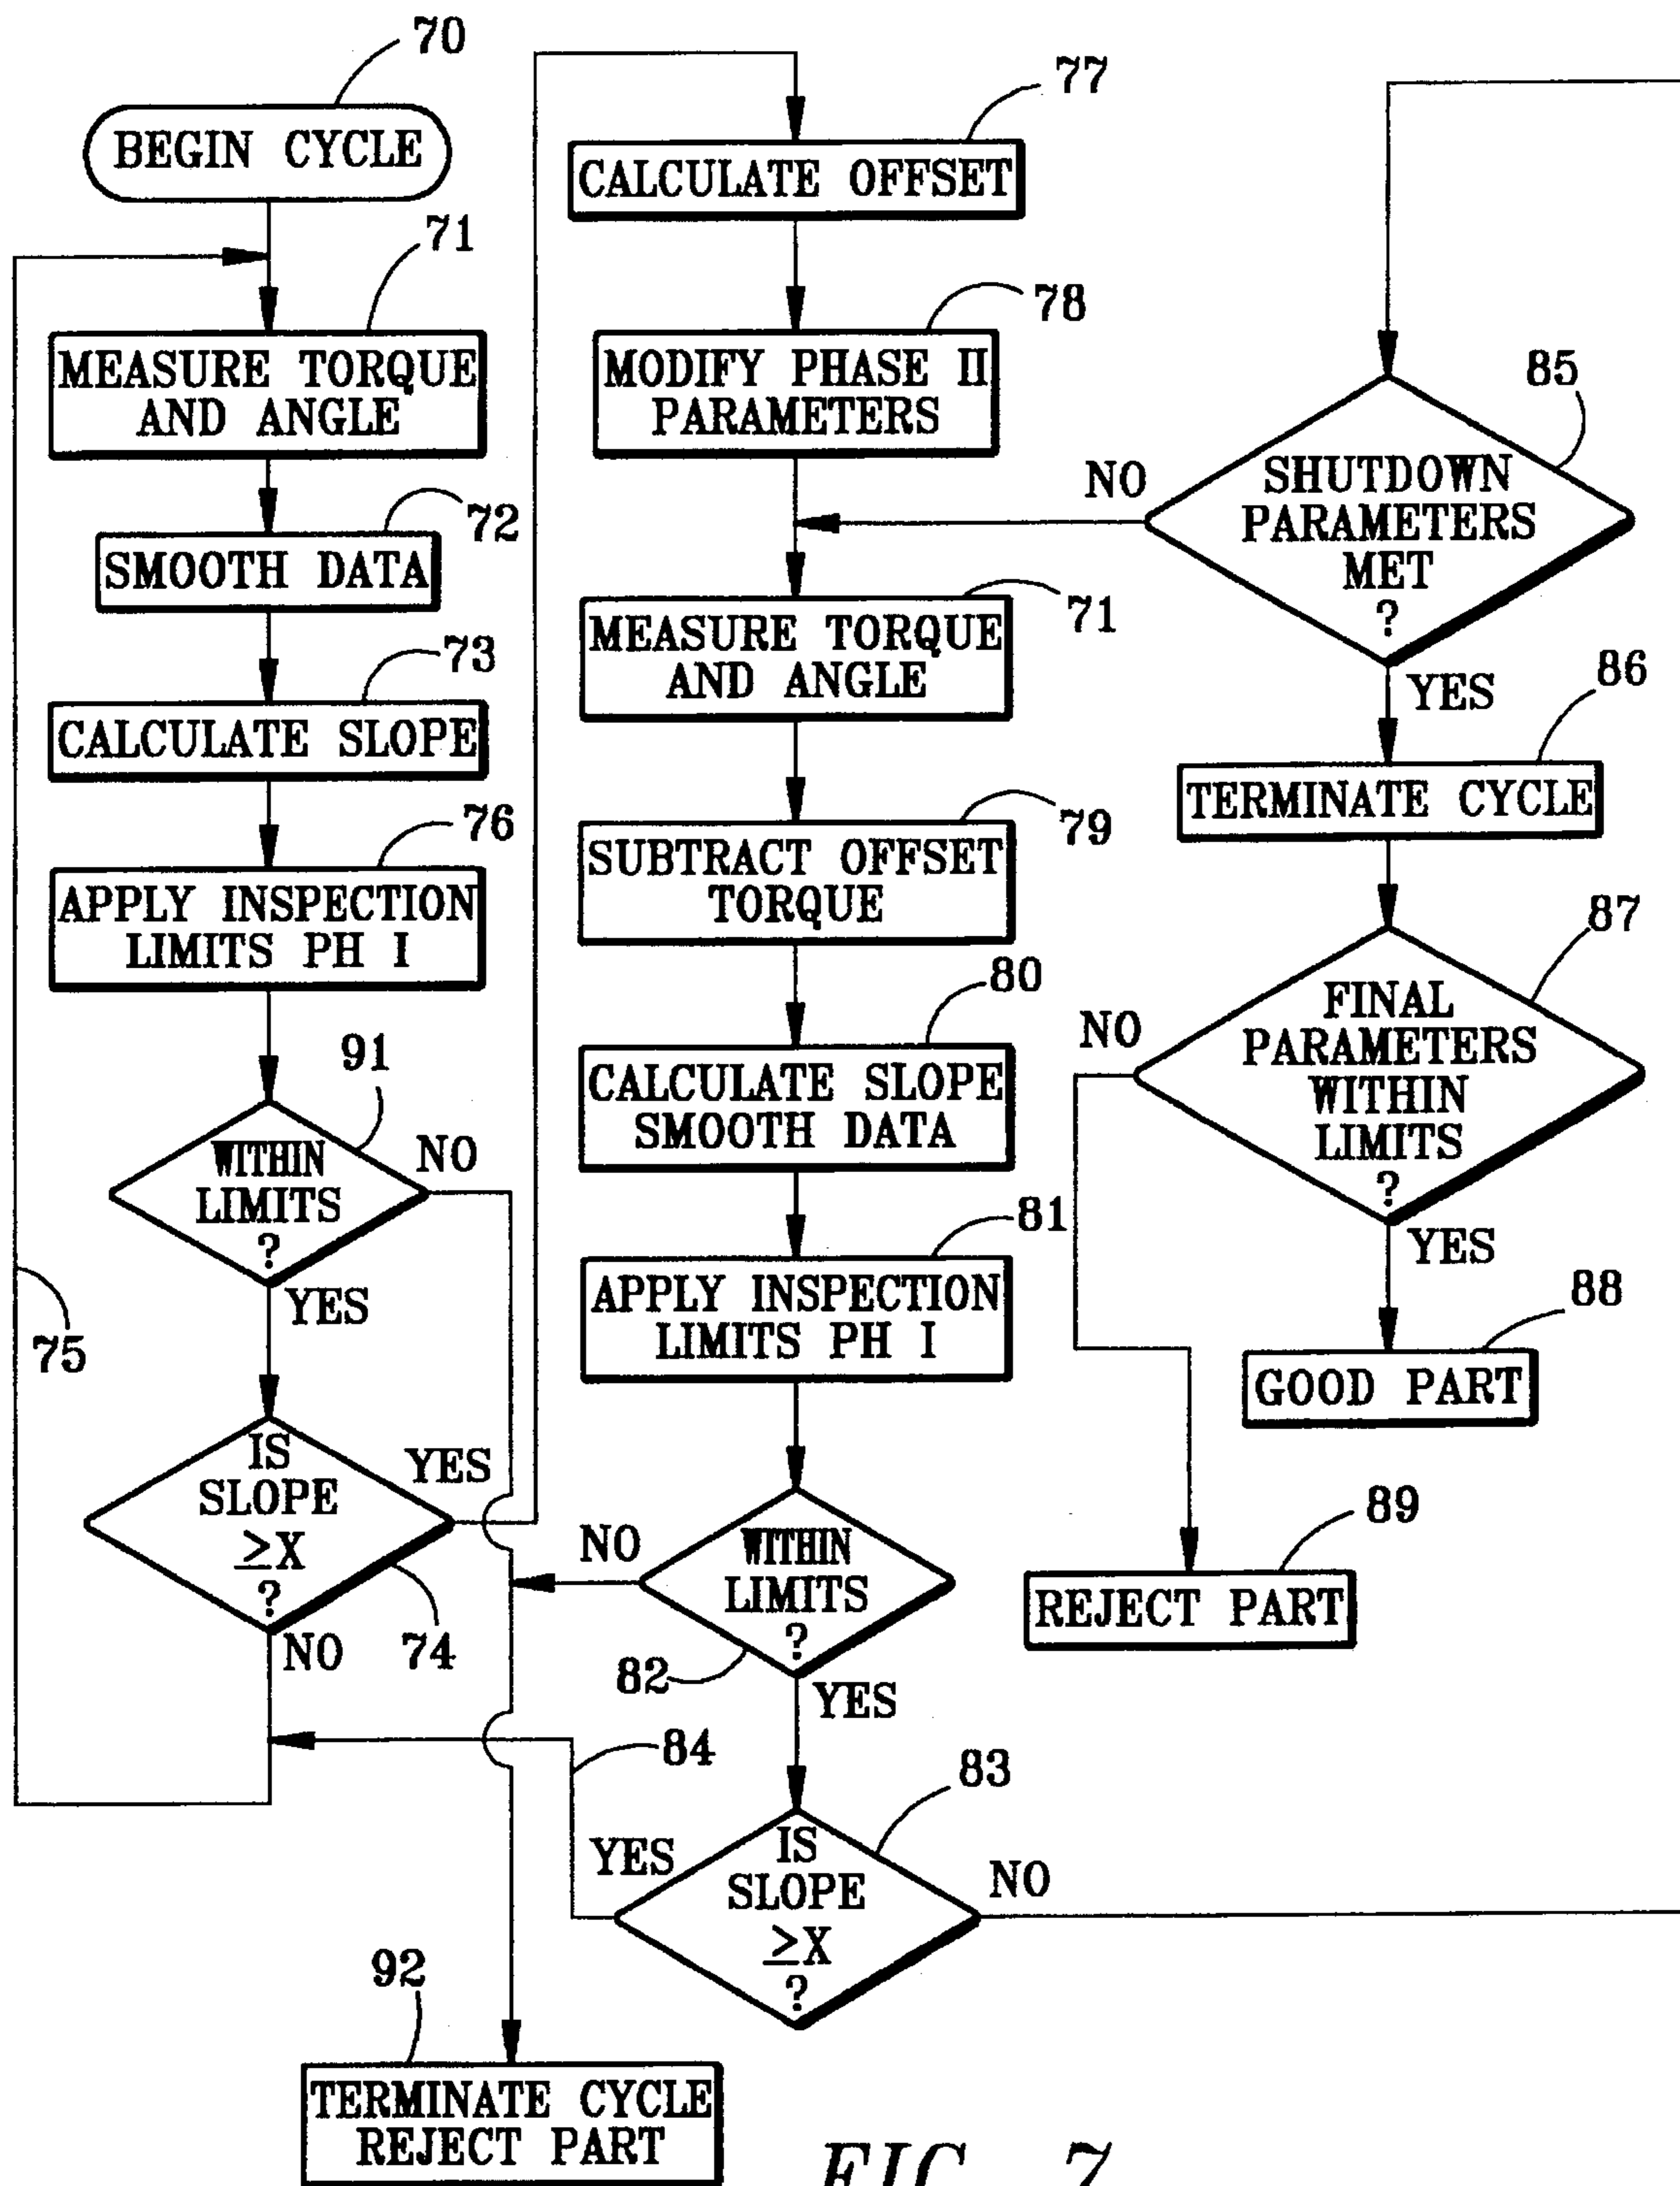 70
BEGIN CYCLE
71
MEASURE TORQUE
AND ANGLE
72
SMOOTH DATA
73
CALCULATE SLOPE
76
APPLY INSPECTION
LIMITS PH I
91
WITHIN
LIMITS
?
NO
YES
75
IS
SLOPE
≥X
?
YES
NO
74
92
TERMINATE CYCLE
REJECT PART
77
CALCULATE OFFSET
78
MODIFY PHASE II
PARAMETERS
71
MEASURE TORQUE
AND ANGLE
79
SUBTRACT OFFSET
TORQUE
80
CALCULATE SLOPE
SMOOTH DATA
81
APPLY INSPECTION
LIMITS PH I
NO
WITHIN
LIMITS
?
82
YES
84
83
YES
IS
SLOPE
≥X
?
NO
85
NO
SHUTDOWN
PARAMETERS
MET
?
YES
86
TERMINATE CYCLE
87
NO
FINAL
PARAMETERS
WITHIN
LIMITS
?
YES
88
GOOD PART
89
REJECT PART
FIG. 7